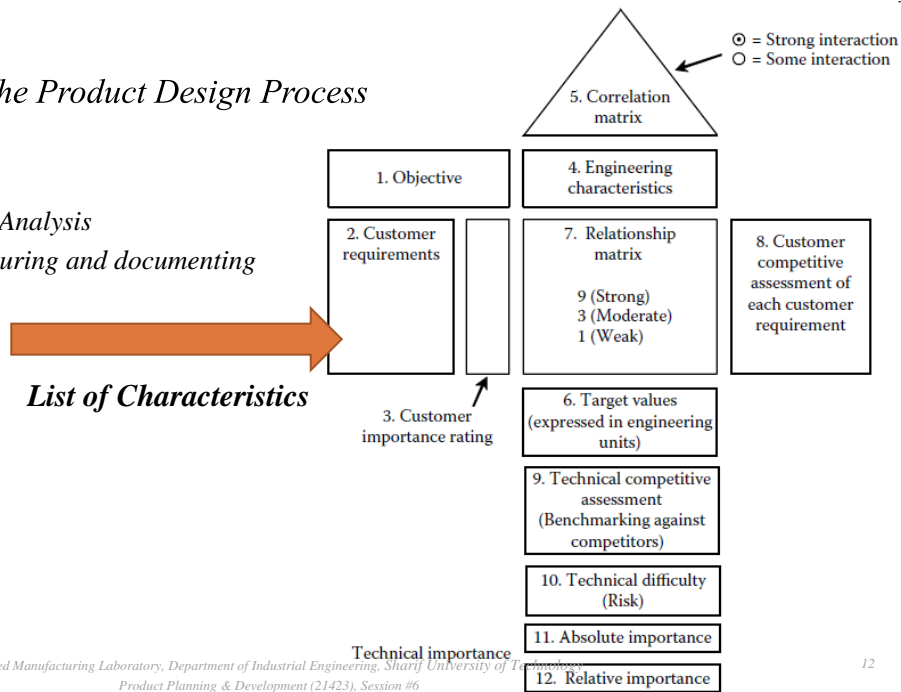 he Product Design Process
Analysis
uring and documenting
List of Characteristics
= Strong interaction
= Some interaction
5. Correlation
matrix
1. Objective
4. Engineering
characteristics
2. Customer
requirements
7. Relationship
matrix
9 (Strong)
3 (Moderate)
1 (Weak)
8. Customer
competitive
assessment of
each customer
requirement
3. Customer
importance rating
6. Target values
(expressed in engineering
units)
9. Technical competitive
assessment
(Benchmarking against
competitors)
10. Technical difficulty
(Risk)
11. Absolute importance
Technical importance
12. Relative importance
ed Manufacturing Laboratory, Department of Industrial Engineering, Sharif University of Technology
Product Planning & Development (21423), Session #6
12